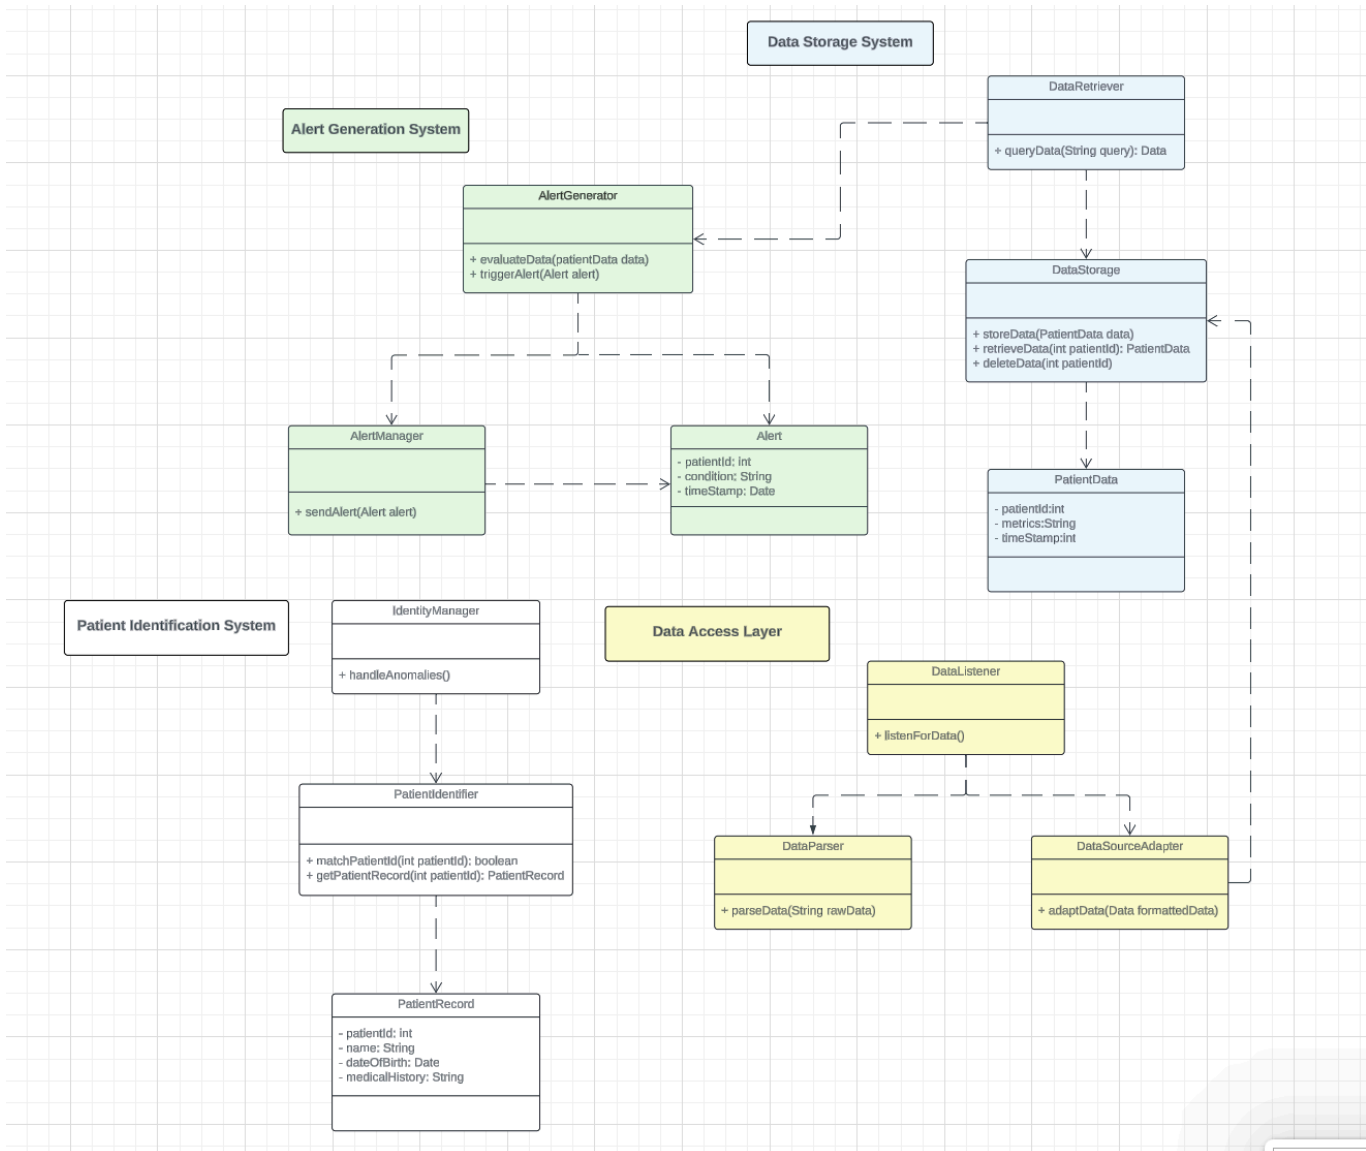 Data Storage System
DataRetriever
+ queryData(String query): Data
Alert Generation System
AlertGenerator
+ evaluateData(patientData data)
+ triggerAlert(Alert alert)
DataStorage
+ storeData(PatientData data)
+ retrieveData(int patientId): PatientData
+ deleteData(int patientId)
AlertManager
+ sendAlert(Alert alert)
Alert
- patientId: int
- condition: String
- timeStamp: Date
PatientData
- patientId:int
- metrics:String
- timeStamp:int
Patient Identification System
IdentityManager
+ handleAnomalies()
Data Access Layer
DataListener
+ listenForData()
PatientIdentifier
+ matchPatientId(int patientId): boolean
+ getPatientRecord(int patientId): PatientRecord
DataParser
+ parseData(String rawData)
DataSourceAdapter
+ adaptData(Data formattedData)
PatientRecord
- patientId: int
- name: String
- dateOfBirth: Date
- medicalHistory: String